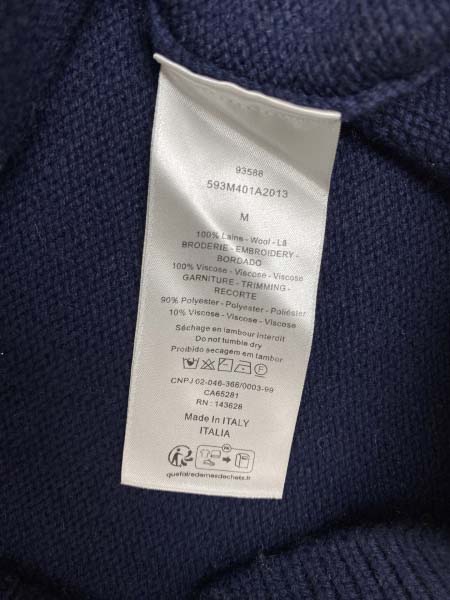 93588
593M401A2013
M
100% Laine - Wool - Lã
BRODERIE - EMBROIDERY -
BORDADO
100% Viscose - Viscose - Viscose
GARNITURE - TRIMMING -
RECORTE
90% Polyester - Polyester - Poliéster
10% Viscose - Viscose - Viscose
Séchage en tambour interdit
Do not tumble dry
Proibido secagem em tambor
CNPJ 02-046-366/0003-99
CA65281
RN : 143628
Made In ITALY
ITALIA
FR
quefairedemesdechets.fr